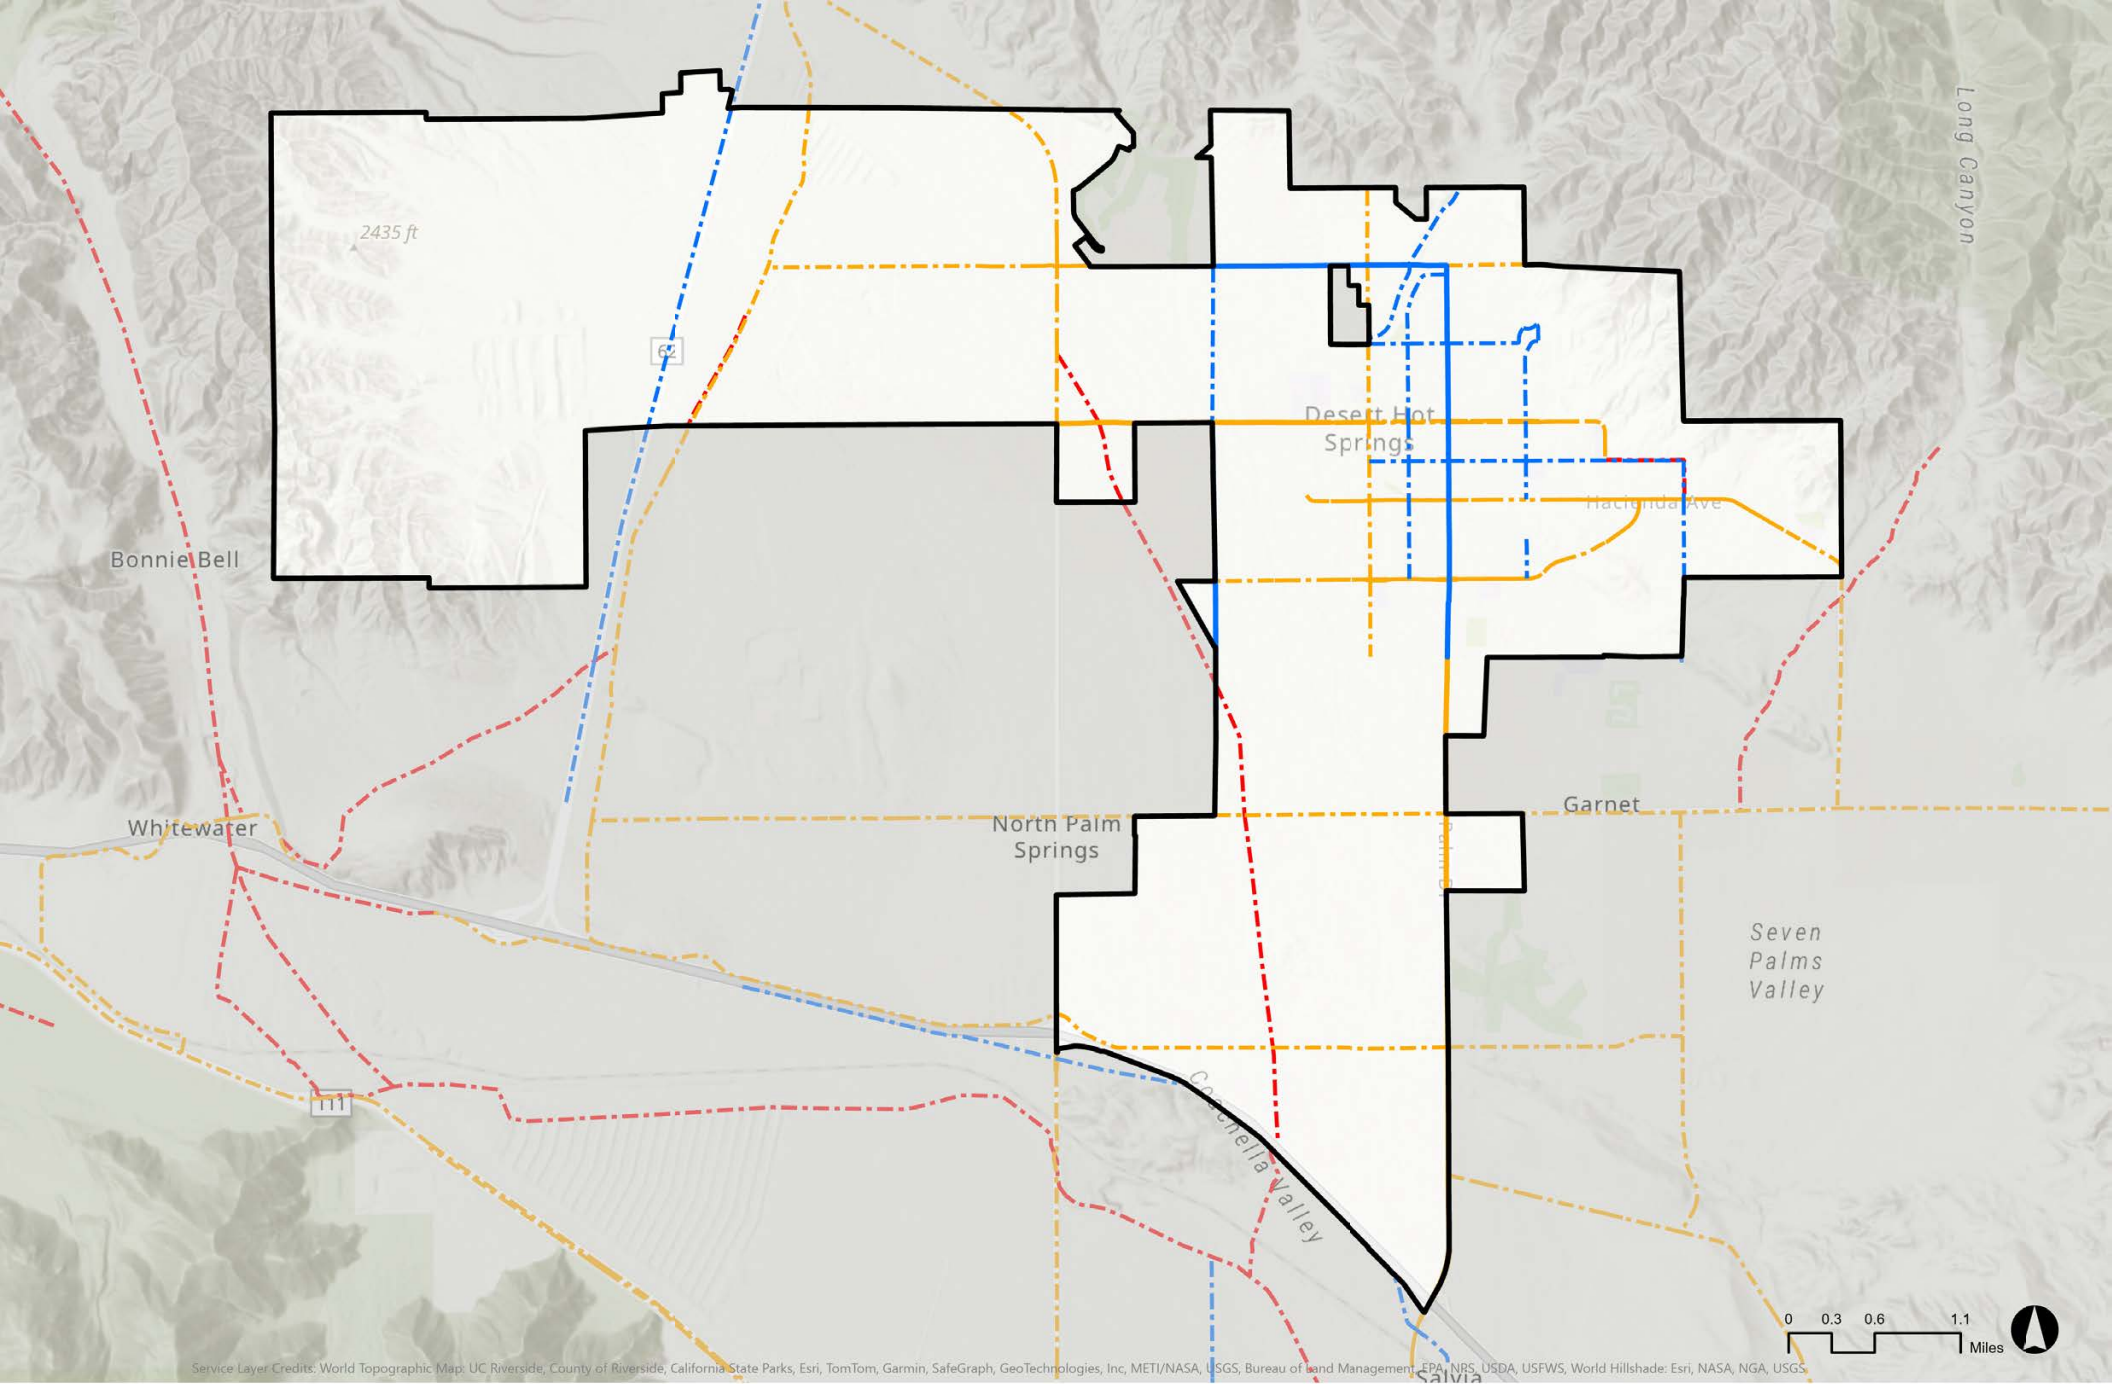 Long Canyon
2435 ft
62
Desert Hot
Springs
Hacienda Ave
Bonnie Bell
Garnet
Whitewater
North Palm
Springs
Palm Dr
Seven
Palms
Valley
111
Coachella Valley
0 0.3 0.6 1.1
Miles
Service Layer Credits: World Topographic Map: UC Riverside, County of Riverside, California State Parks, Esri, TomTom, Garmin, SafeGraph, GeoTechnologies, Inc, METI/NASA, USGS, Bureau of Land Management, EPA, NRS, USDA, USFWS, World Hillshade: Esri, NASA, NGA, USGS
Salvia